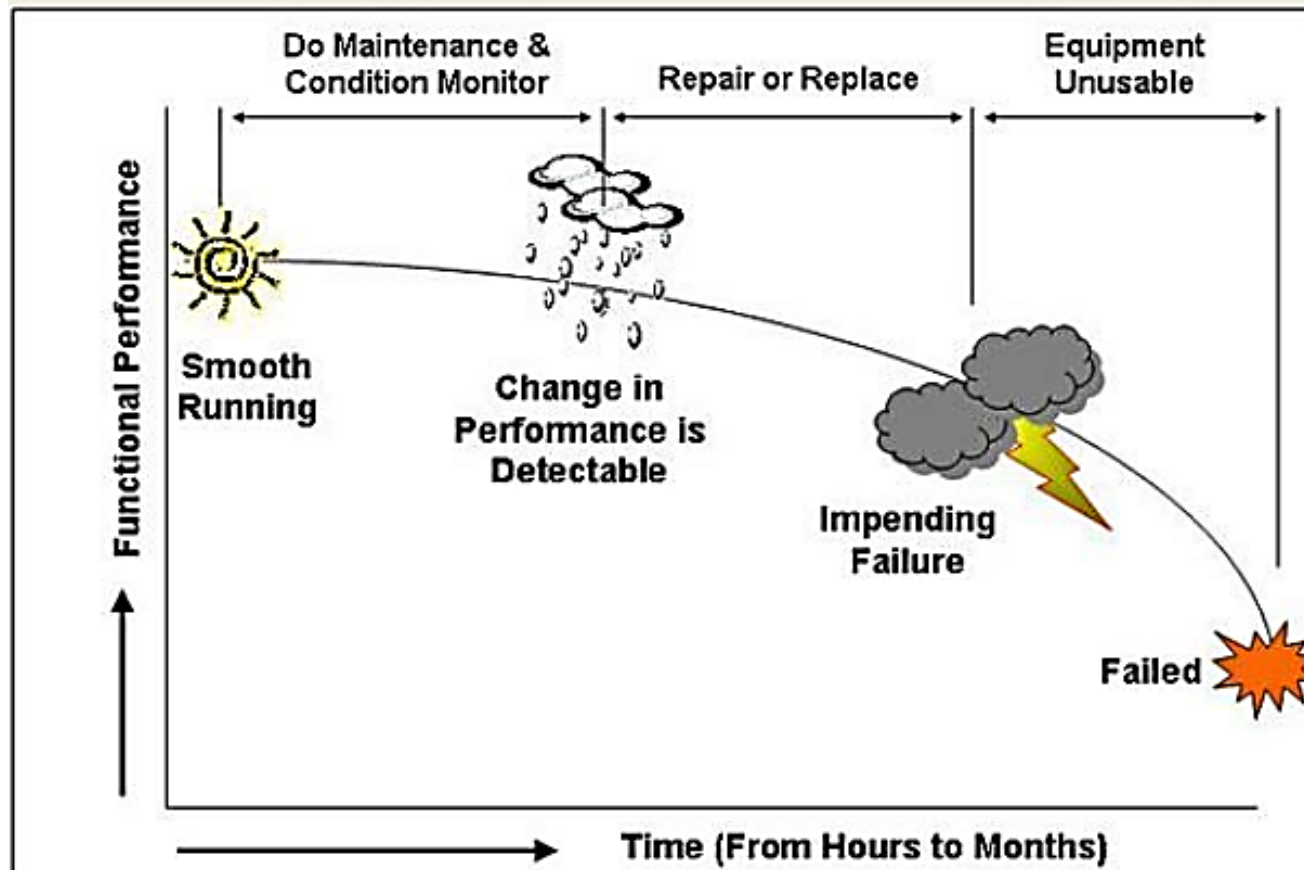 Do Maintenance &
Condition Monitor
Repair or Replace
Equipment
Unusable
Functional Performance
Smooth
Running
Change in
Performance is
Detectable
Impending
Failure
Failed
Time (From Hours to Months)